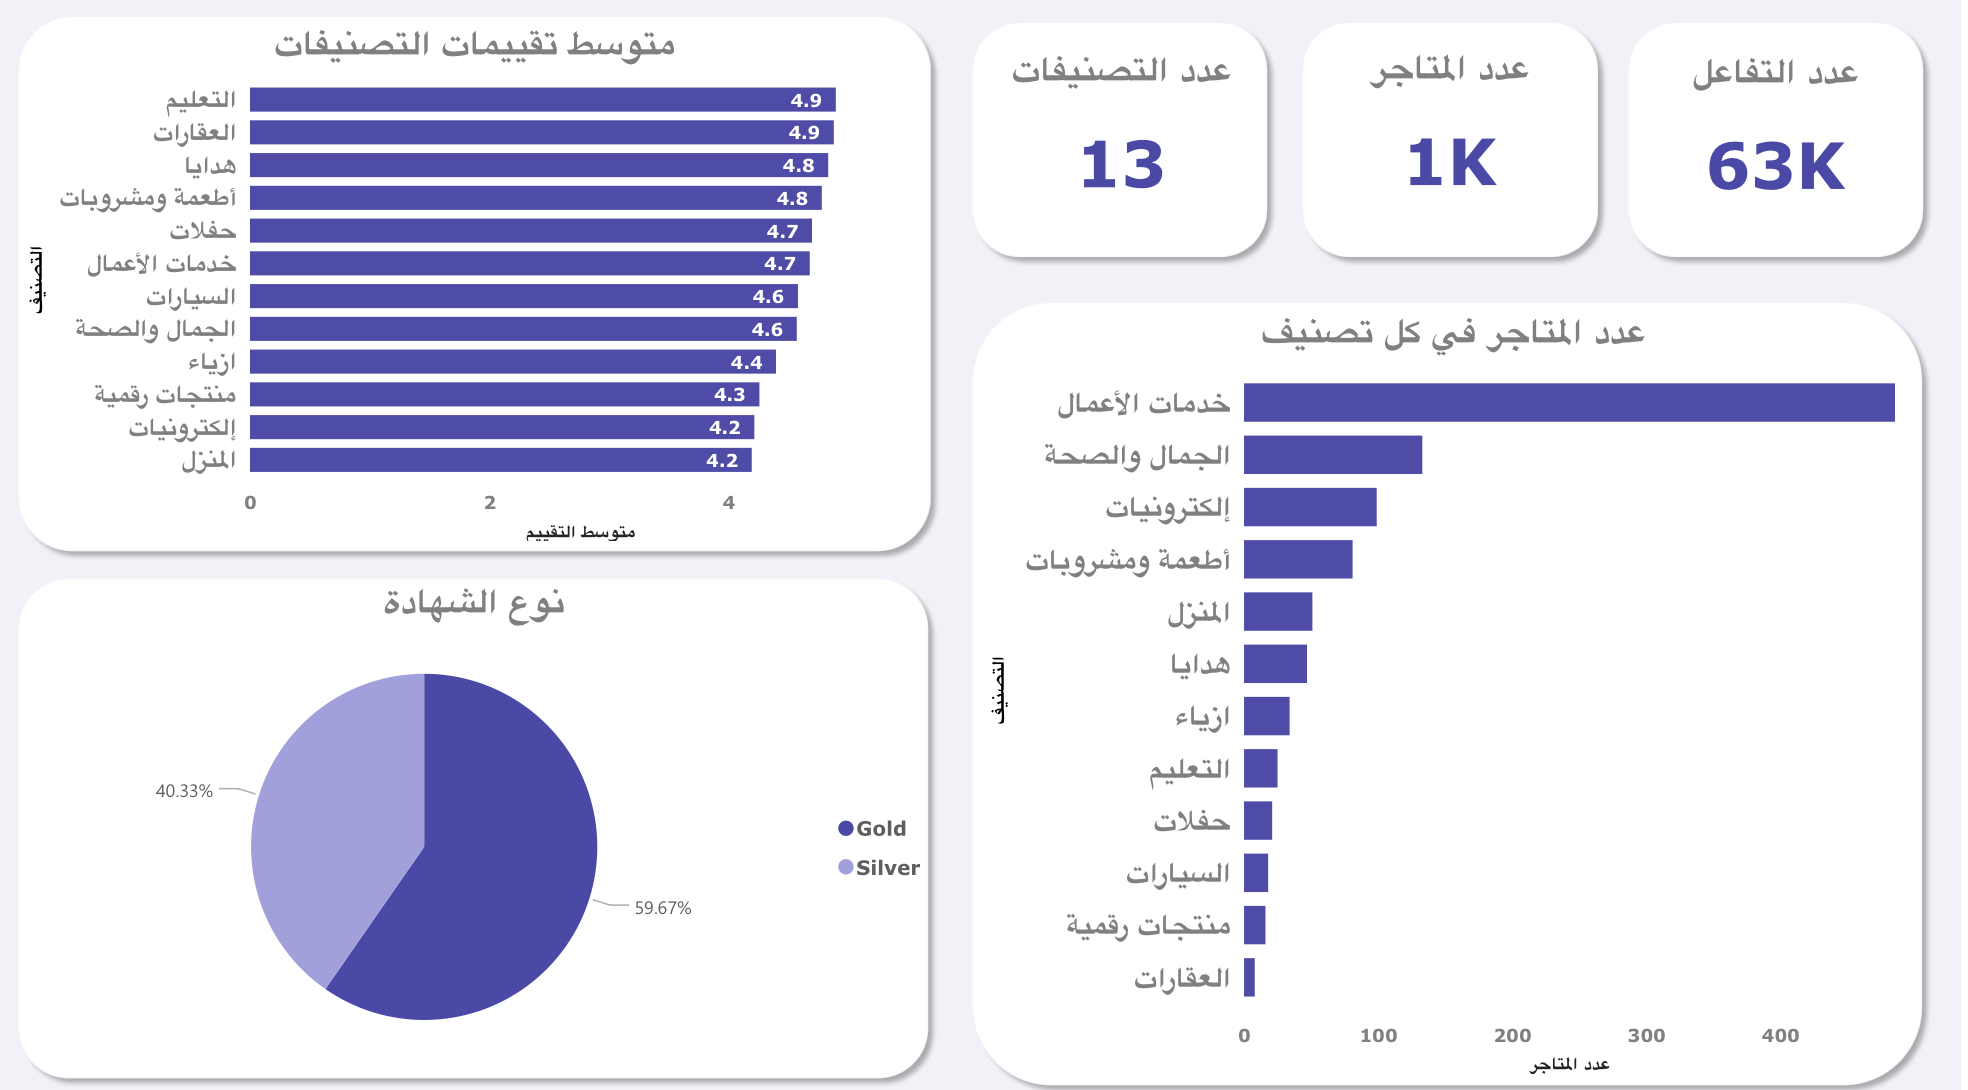 عدد التفاعل
63K
عدد المتاجر
1K
عدد التصنيفات
13
متوسط تقييمات التصنيفات
التصنيف
التعليم 4.9
العقارات 4.9
هدايا 4.8
أطعمة ومشروبات 4.8
حفلات 4.7
خدمات الأعمال 4.7
السيارات 4.6
الجمال والصحة 4.6
ازياء 4.4
منتجات رقمية 4.3
إلكترونيات 4.2
المنزل 4.2
0 2 4
متوسط التقييم
عدد المتاجر في كل تصنيف
التصنيف
خدمات الأعمال
الجمال والصحة
إلكترونيات
أطعمة ومشروبات
المنزل
هدايا
ازياء
التعليم
حفلات
السيارات
منتجات رقمية
العقارات
0 100 200 300 400
عدد المتاجر
نوع الشهادة
40.33%
59.67%
Gold
Silver